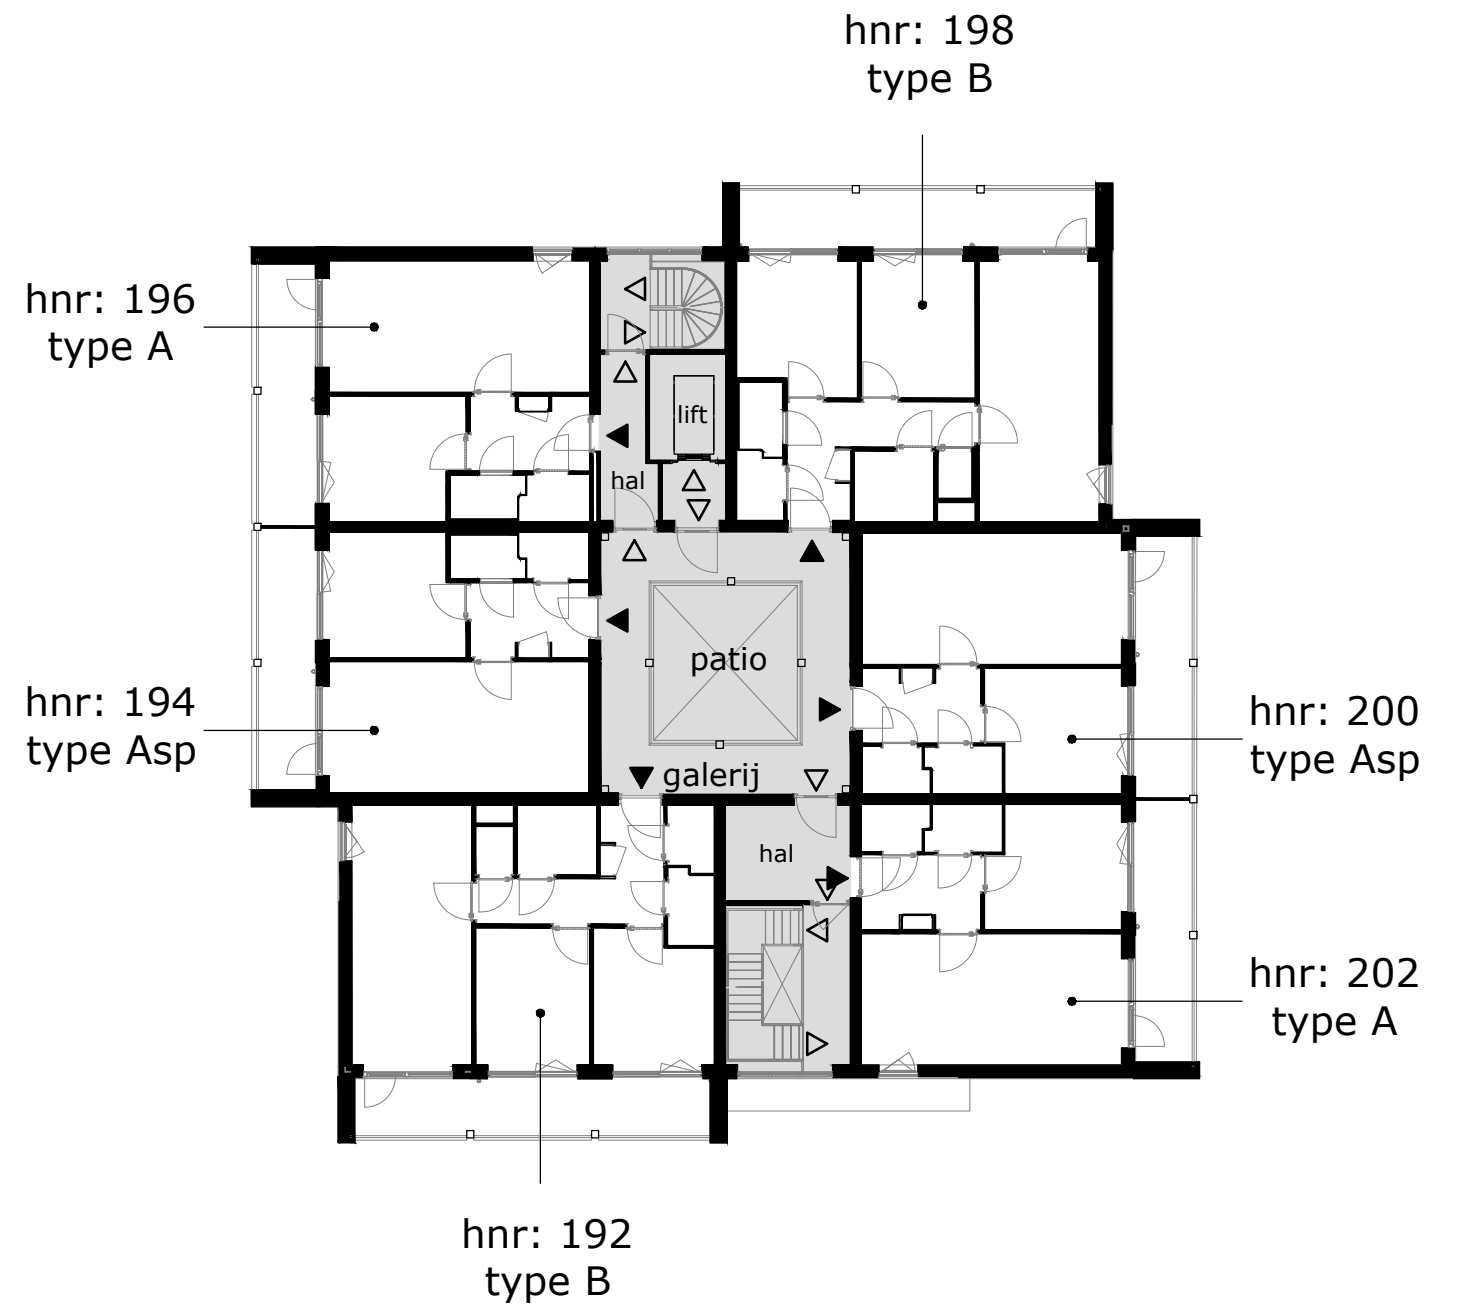 hnr: 198
type B
hnr: 196
type A
lift
hal
patio
hnr: 194
type Asp
galerij
hnr: 200
type Asp
hal
hnr: 202
type A
hnr: 192
type B